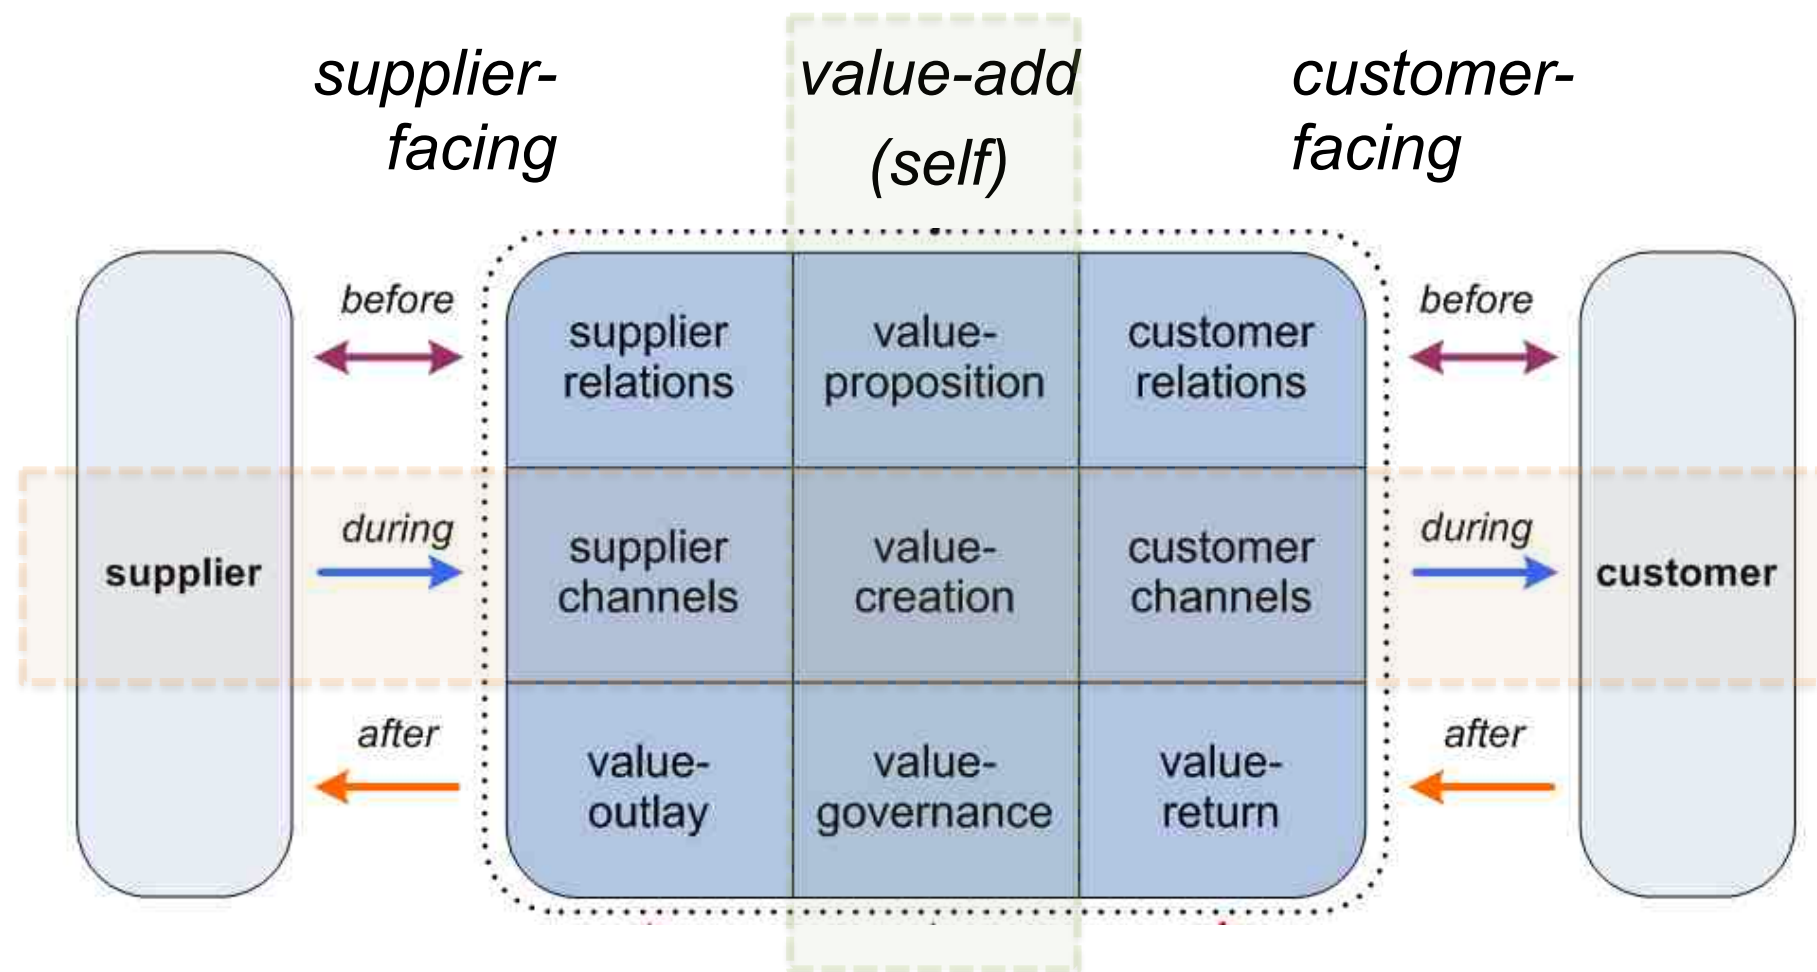 supplier-
facing
value-add
(self)
customer-
facing
before
supplier
relations
value-
proposition
customer
relations
before
supplier
during
supplier
channels
value-
creation
customer
channels
during
customer
after
value-
outlay
value-
governance
value-
return
after